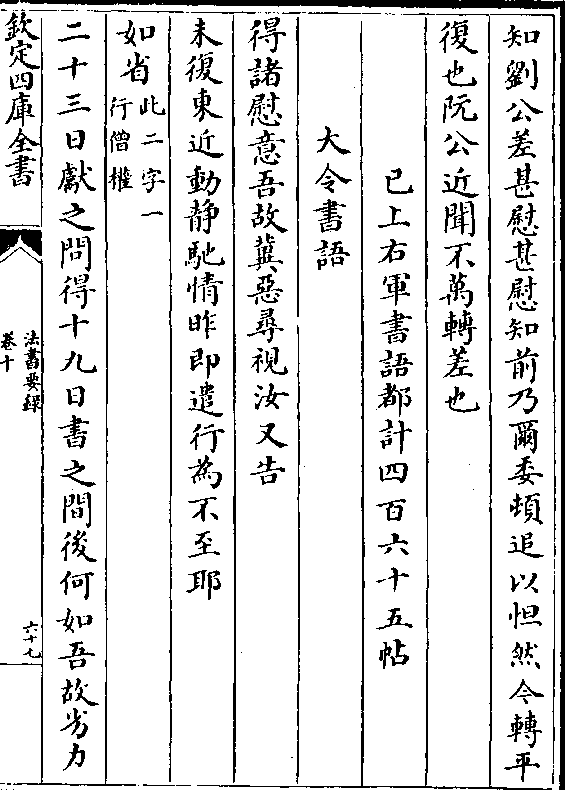 知劉公差甚慰甚慰知前乃爾委頓追以怛然今轉平
復也阮公近聞不萬轉差也
已上右軍書語都計四百六十五帖
大令書語
得諸慰意吾故冀惡尋視汝又告
未復東近動静馳情昨即遣行為不至耶
如省此二字一行僧權
二十三日獻之問得十九日書之間後何如吾故劣力
欽定四庫全書
法書要錄
卷十
六十九